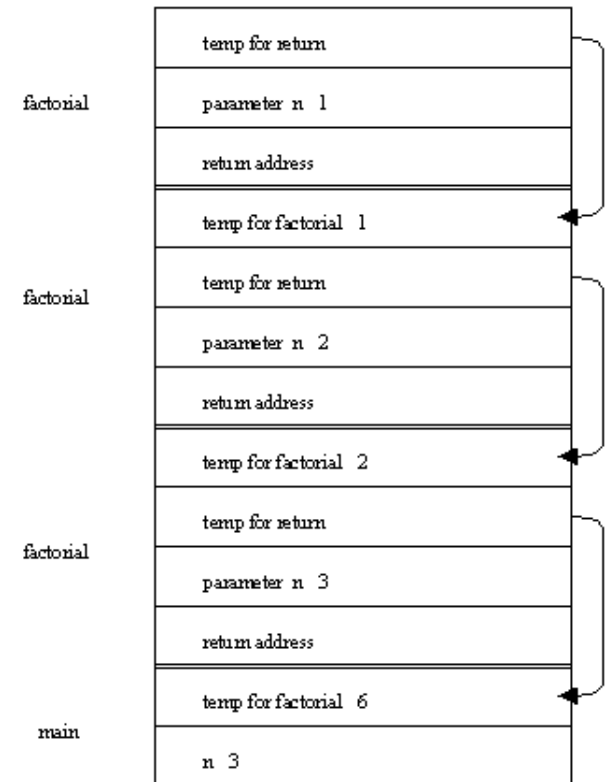 temp for return
factorial parameter n 1
return address
temp for factorial 1
factorial temp for return
parameter n 2
return address
temp for factorial 2
temp for return
factorial parameter n 3
return address
temp for factorial 6
main n 3